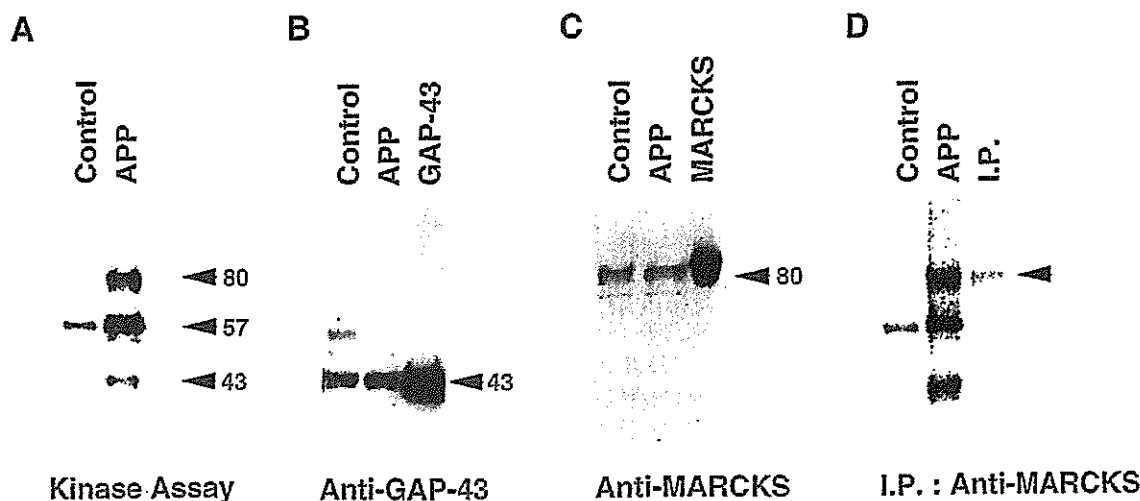 A
Control
APP
80
57
43
Kinase Assay
B
Control
APP
GAP-43
43
Anti-GAP-43
C
Control
APP
MARCKS
80
Anti-MARCKS
D
Control
APP
I.P.
I.P. : Anti-MARCKS